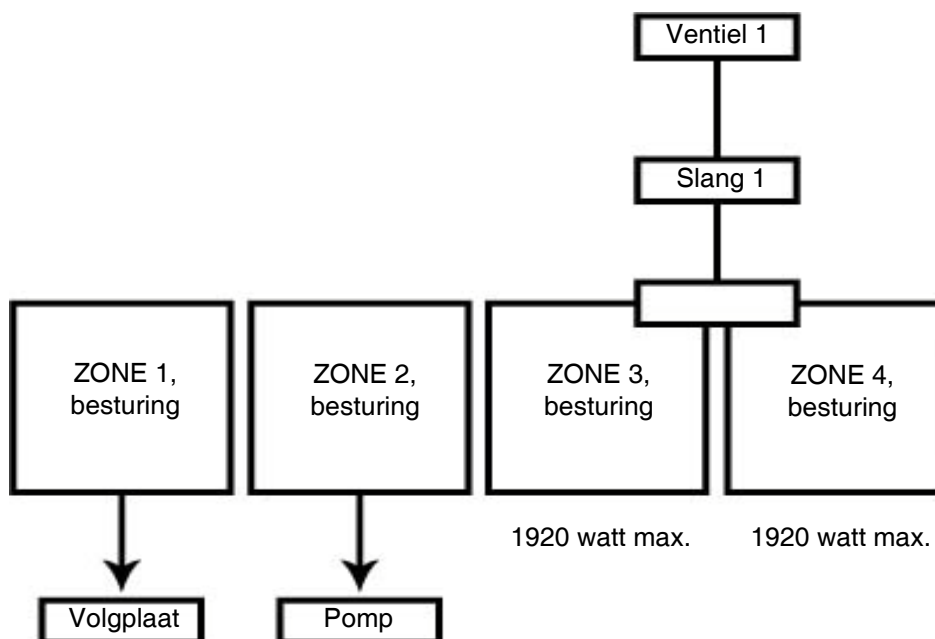 Ventiel 1
Slang 1
ZONE 1,
besturing
ZONE 2,
besturing
ZONE 3,
besturing
ZONE 4,
besturing
1920 watt max.
1920 watt max.
Volgplaat
Pomp